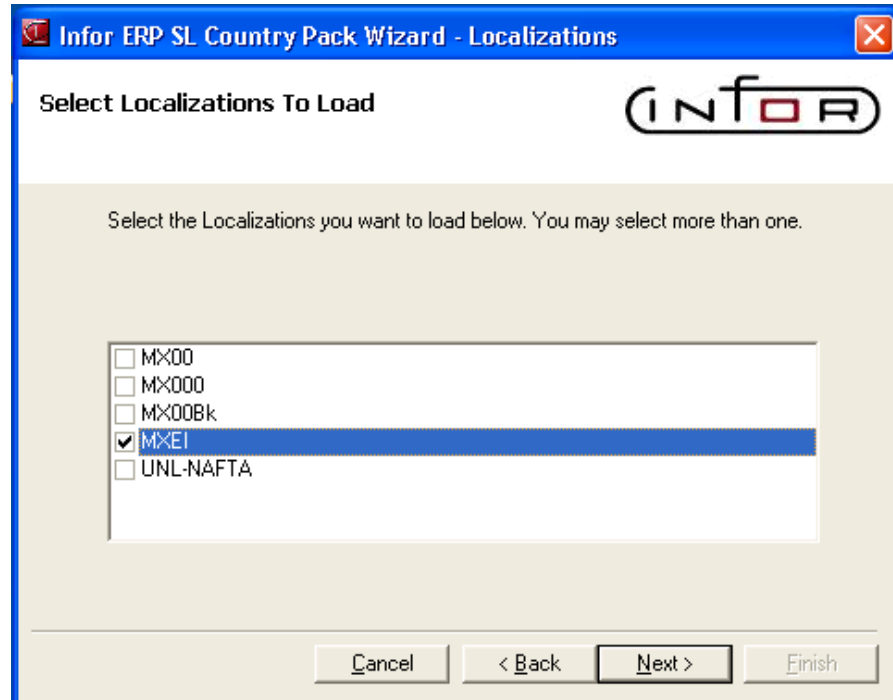 Infor ERP SL Country Pack Wizard - Localizations
Select Localizations To Load
infor
Select the Localizations you want to load below. You may select more than one.
MX00
MX000
MX00Bk
MXEI
UNL-NAFTA
Cancel < Back Next > Finish